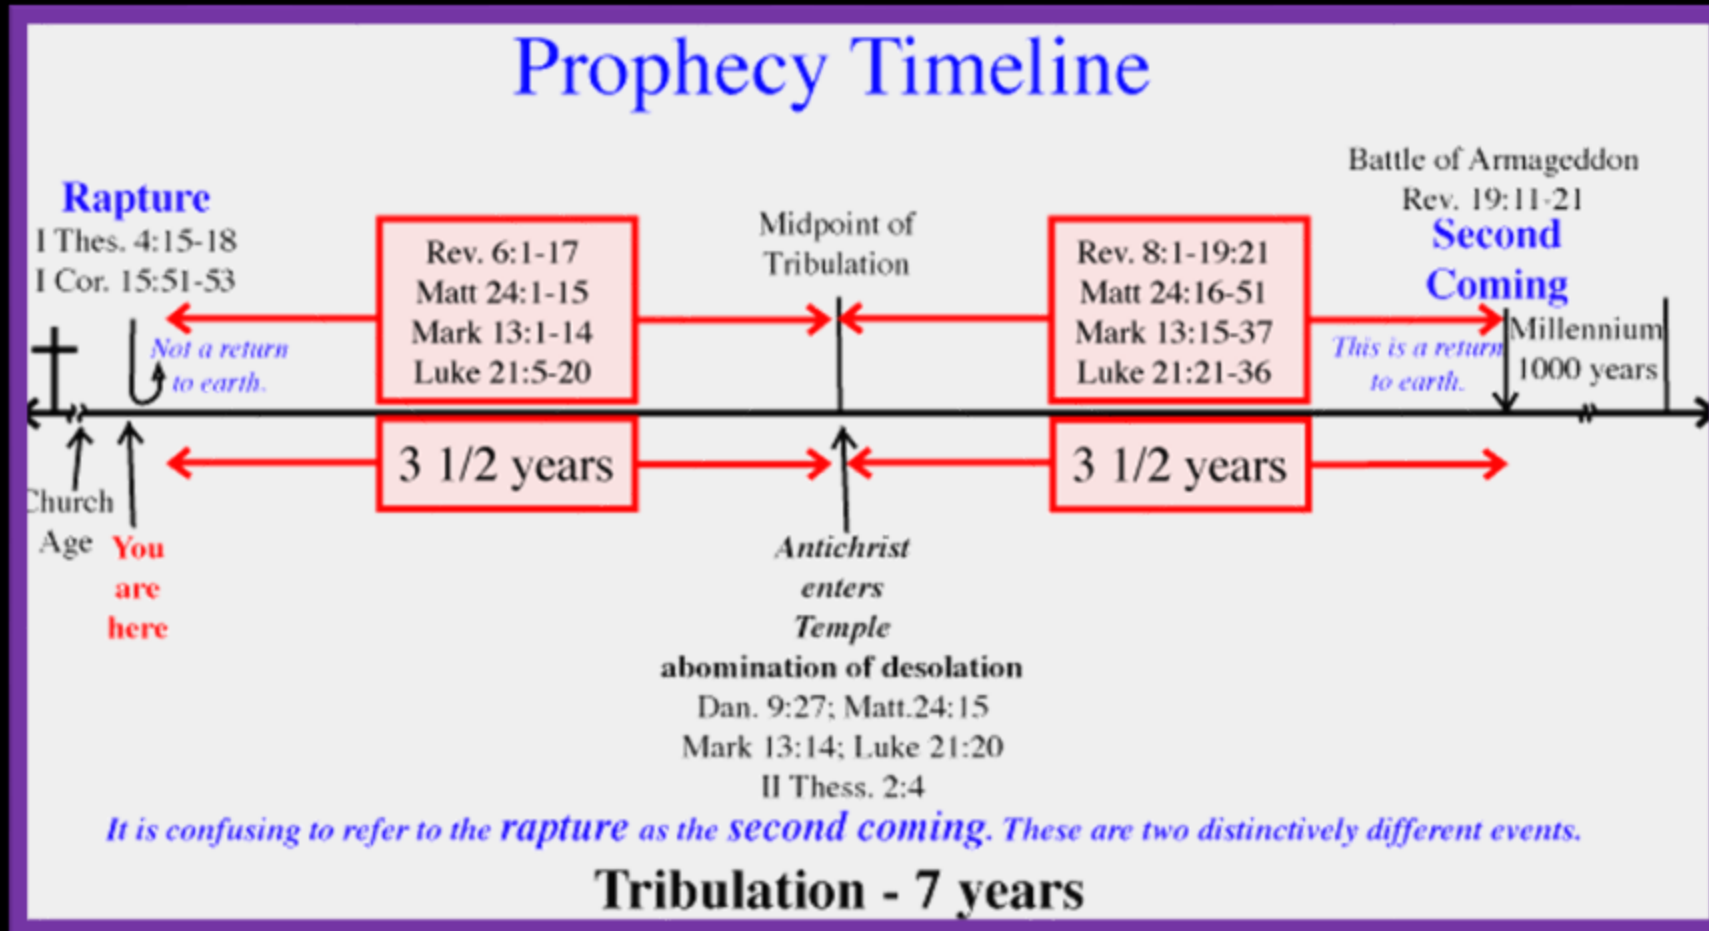 Prophecy Timeline
Rapture
I Thes. 4:15-18
I Cor. 15:51-53
Not a return
to earth.
Rev. 6:1-17
Matt 24:1-15
Mark 13:1-14
Luke 21:5-20
Midpoint of
Tribulation
Rev. 8:1-19:21
Matt 24:16-51
Mark 13:15-37
Luke 21:21-36
Battle of Armageddon
Rev. 19:11-21
Second
Coming
This is a return
to earth.
Millennium
1000 years
3 1/2 years
3 1/2 years
Church
Age
You
are
here
Antichrist
enters
Temple
abomination of desolation
Dan. 9:27; Matt.24:15
Mark 13:14; Luke 21:20
II Thess. 2:4
It is confusing to refer to the rapture as the second coming. These are two distinctively different events.
Tribulation - 7 years